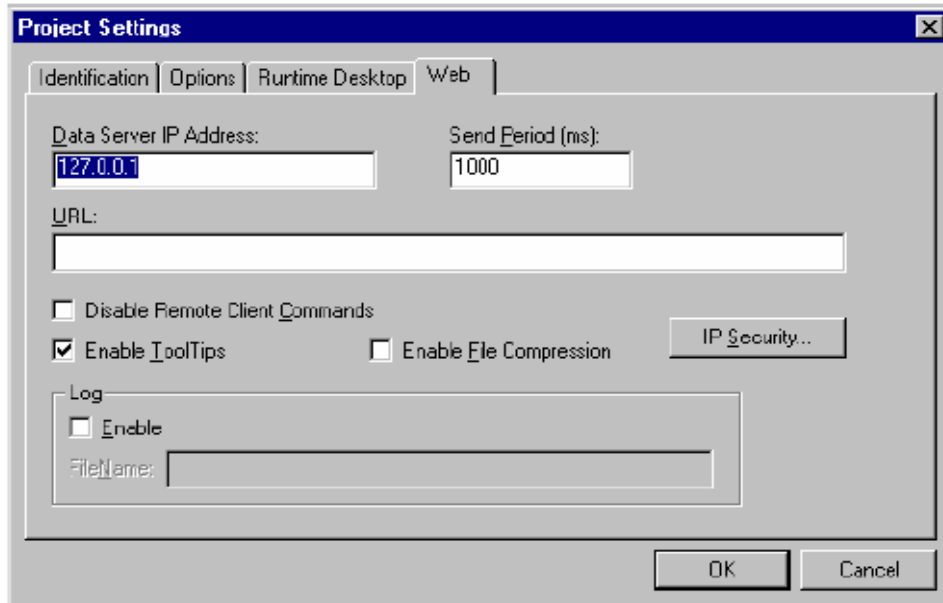 Project Settings
Identification Options Runtime Desktop Web
Data Server IP Address: Send Period (ms):
127.0.0.1 1000
URL:
Disable Remote Client Commands
Enable ToolTips Enable File Compression IP Security...
Log
Enable
FileName:
OK Cancel